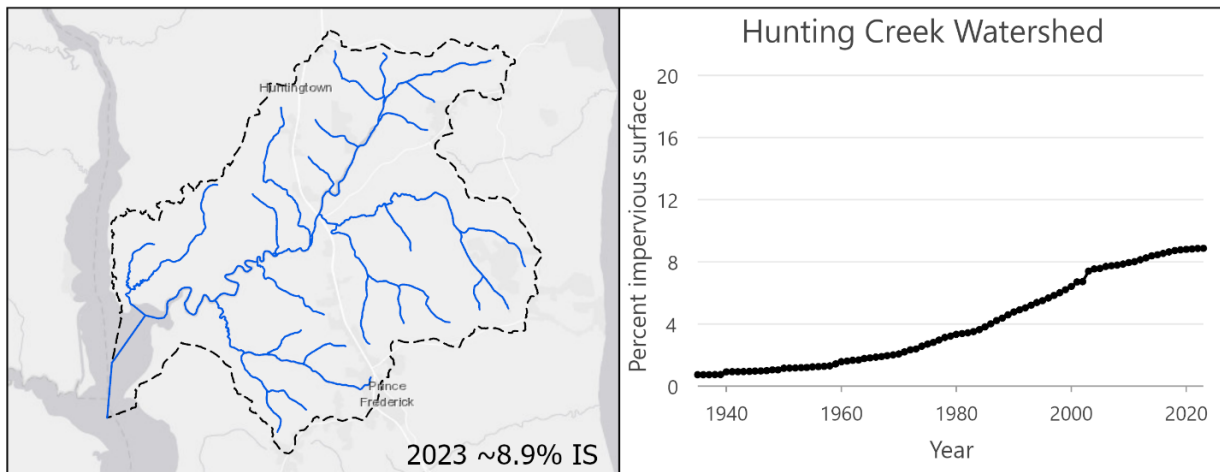 Huntingtown
Prince
Frederick
2023 ~8.9% IS
Hunting Creek Watershed
Percent impervious surface
20
16
12
8
4
0
1940 1960 1980 2000 2020
Year